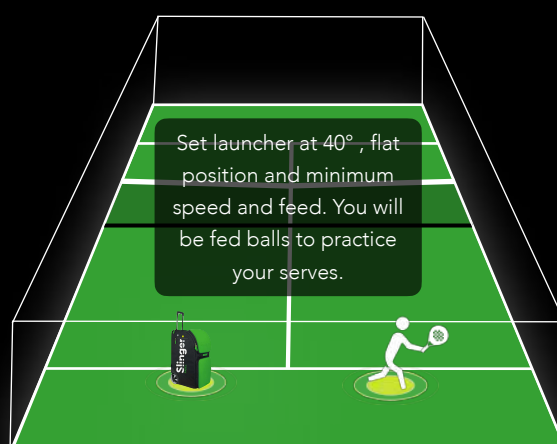 Set launcher at 40° , flat
position and minimum
speed and feed. You will
be fed balls to practice
your serves.
Slinger